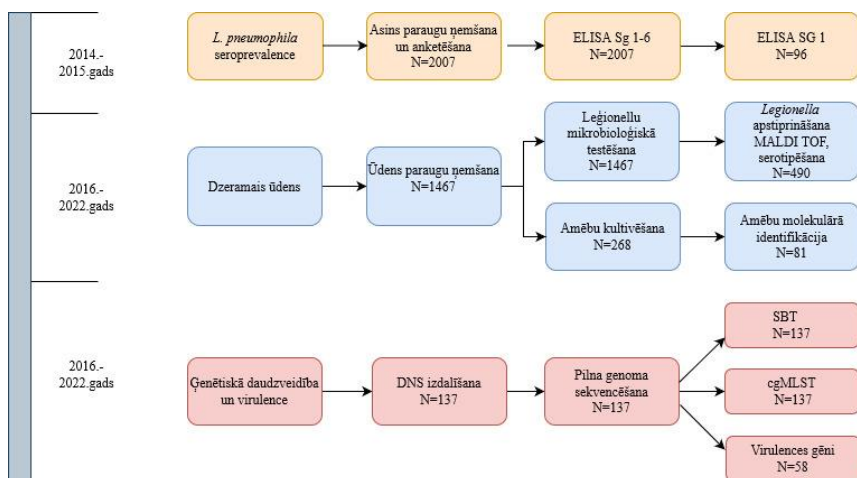 2014.-
2015.gads
L. pneumophila
seroprevalence
Asins paraugu ņemšana
un anketēšana
N=2007
ELISA Sg 1-6
N=2007
ELISA SG 1
N=96
2016.-
2022.gads
Dzeramais ūdens
Ūdens paraugu ņemšana
N=1467
Leģionellu
mikrobioloģiskā
testēšana
N=1467
Legionella
apstiprināšana
MALDI TOF,
serotipēšana
N=490
Amēbu kultivēšana
N=268
Amēbu molekulārā
identifikācija
N=81
2016.-
2022.gads
Ģenētiskā daudzveidība
un virulence
DNS izdalīšana
N=137
Pilna genoma
sekvencēšana
N=137
SBT
N=137
cgMLST
N=137
Virulences gēni
N=58